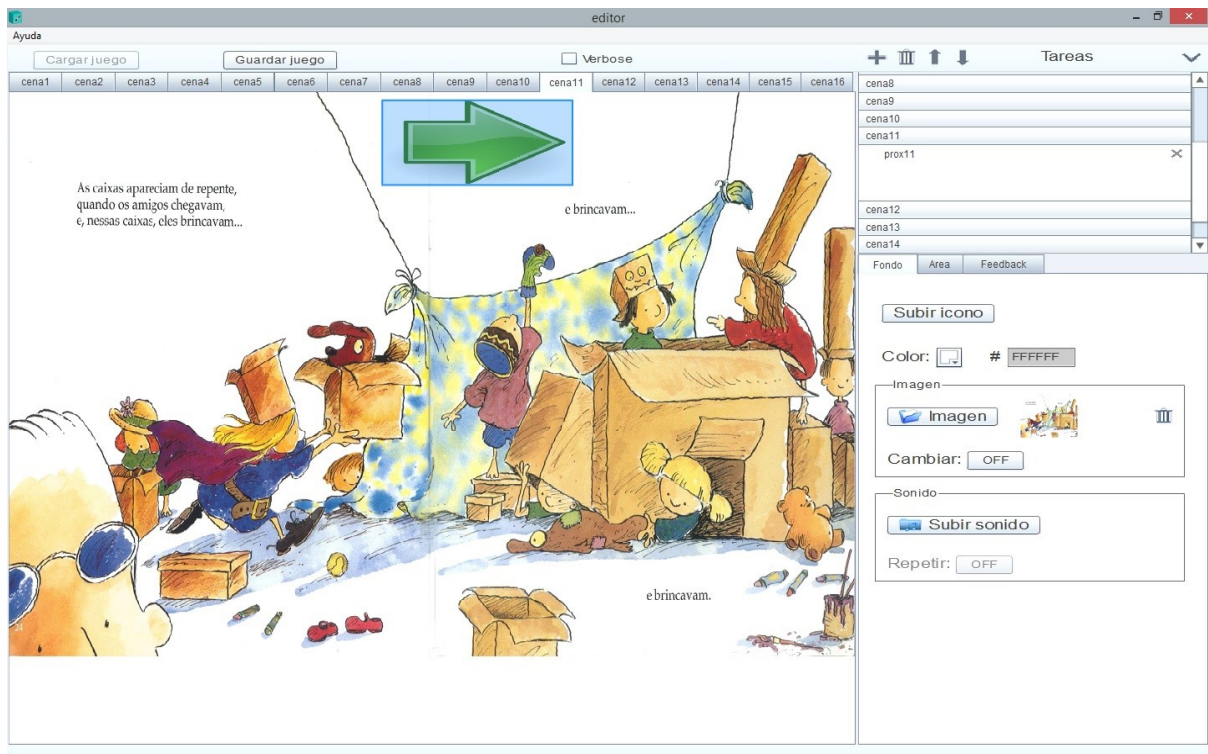 editor
Ayuda
Cargar juego
Guardar juego
Verbose
Tareas
cena1
cena2
cena3
cena4
cena5
cena6
cena7
cena8
cena9
cena10
cena11
cena12
cena13
cena14
cena15
cena16
As caixas apareciam de repente,
quando os amigos chegavam,
e, nessas caixas, eles brincavam...
e brincavam...
e brincavam.
24
cena8
cena9
cena10
cena11
prox11
cena12
cena13
cena14
Fondo
Area
Feedback
Subir icono
Color:
# FFFFFF
Imagen
Imagen
Cambiar: OFF
Sonido
Subir sonido
Repetir: OFF